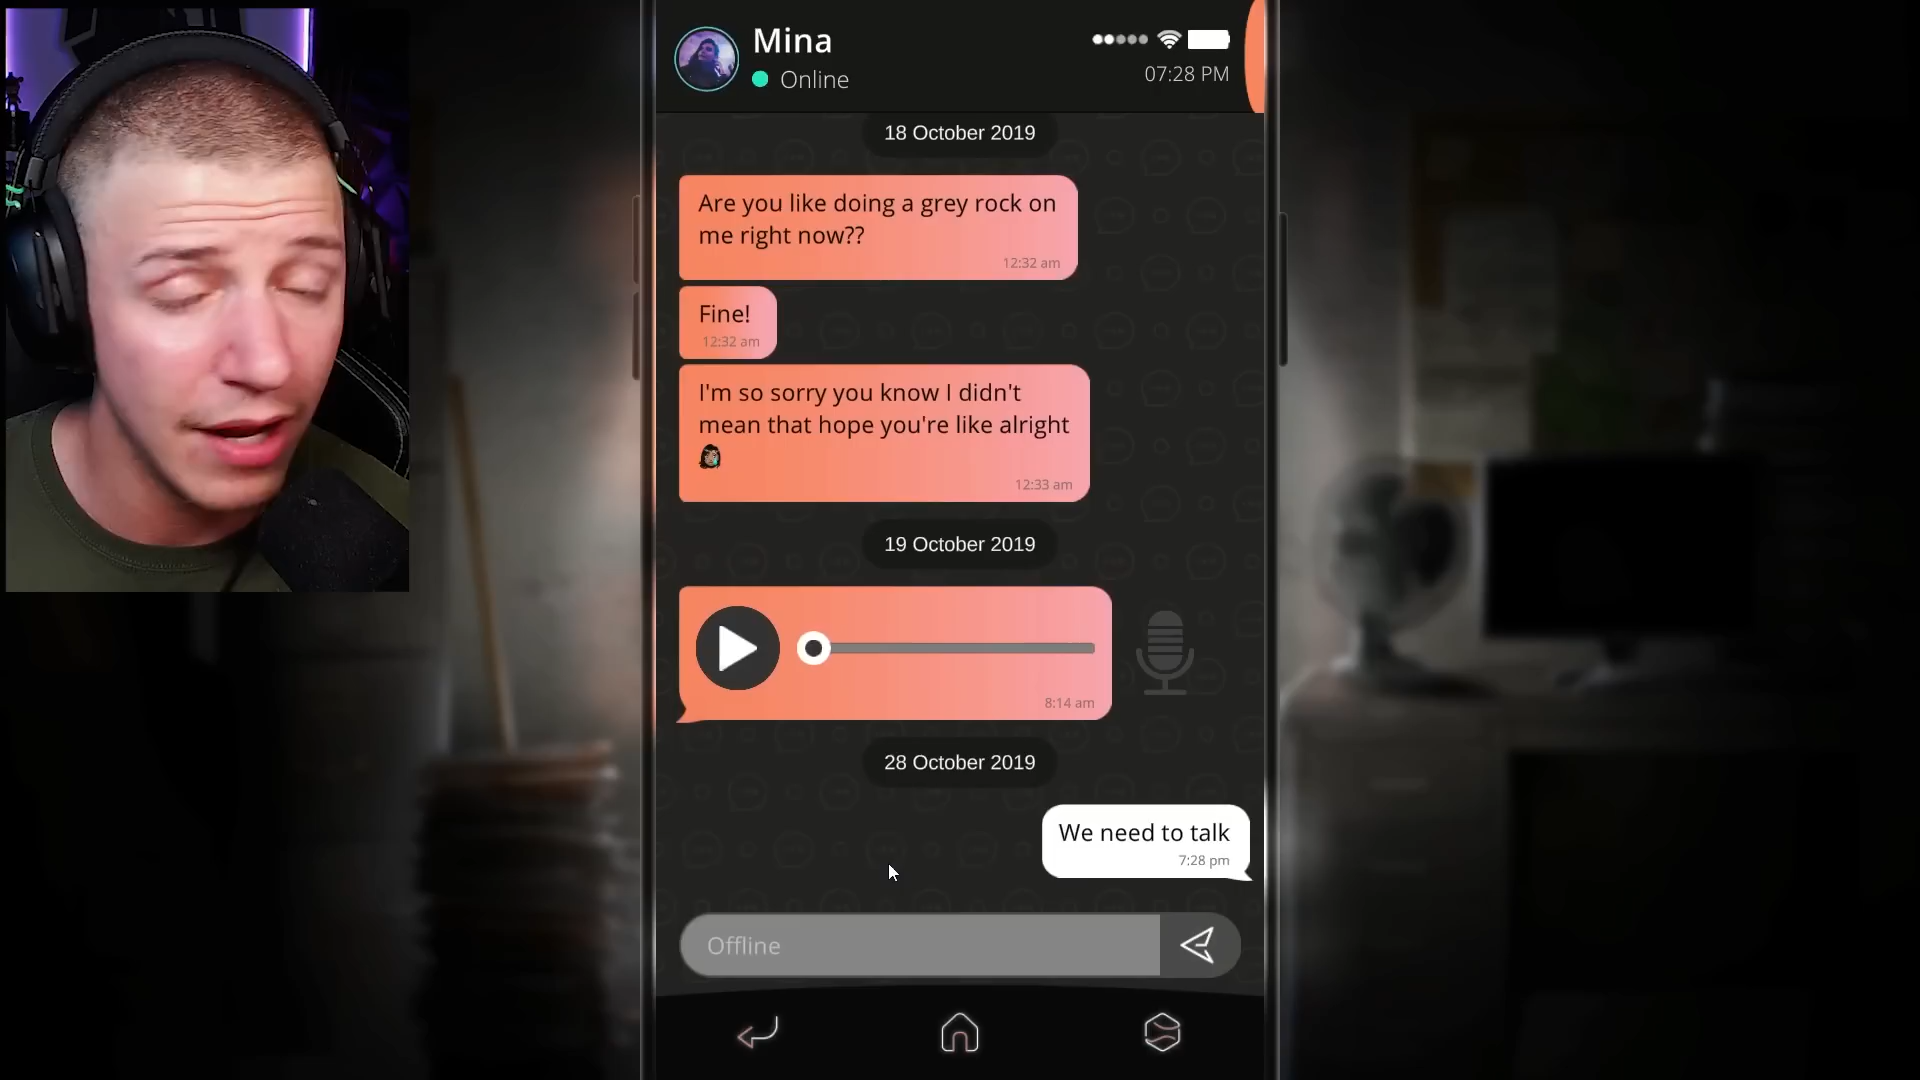 Mina
Online
07:28 PM
18 October 2019
Are you like doing a grey rock on
me right now??
12:32 am
Fine!
12:32 am
I'm so sorry you know I didn't
mean that hope you're like alright
12:33 am
19 October 2019
8:14 am
28 October 2019
We need to talk
7:28 pm
Offline